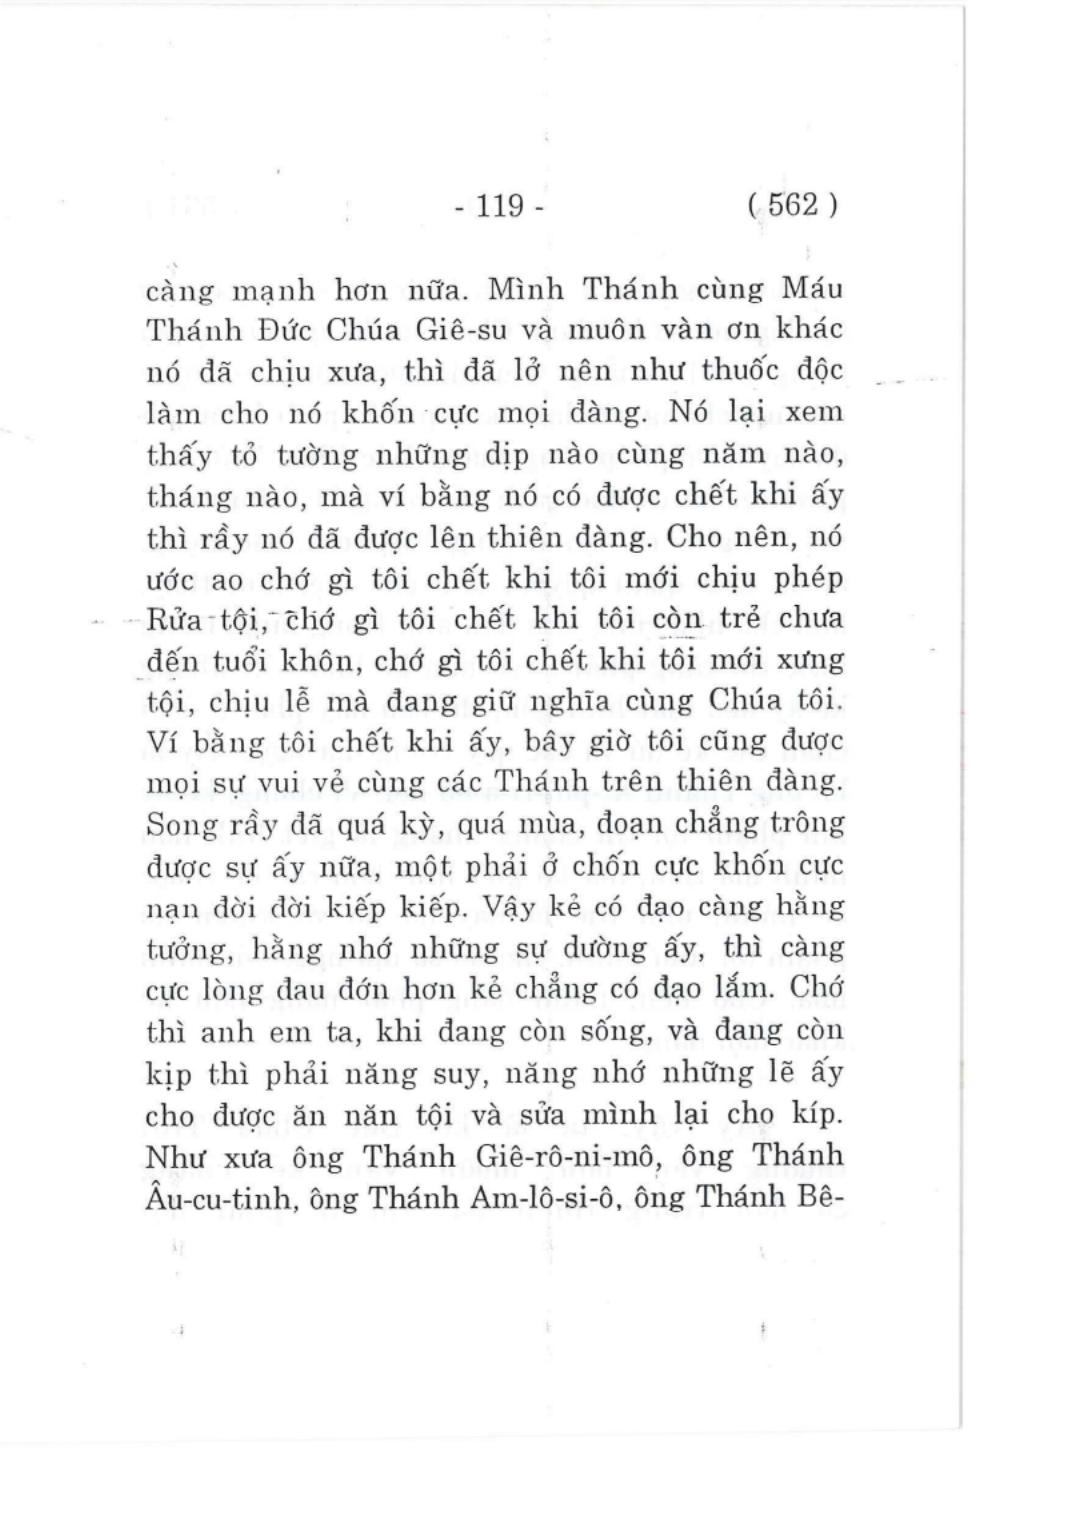 - 119 - ( 562 )
càng mạnh hơn nữa. Mình Thánh cùng Máu
Thánh Đức Chúa Giê-su và muôn vàn ơn khác
nó đã chịu xưa, thì đã lở nên như thuốc độc
làm cho nó khốn cực mọi đàng. Nó lại xem
thấy tỏ tường những dịp nào cùng năm nào,
tháng nào, mà ví bằng nó có được chết khi ấy
thì rầy nó đã được lên thiên đàng. Cho nên, nó
ước ao chớ gì tôi chết khi tôi mới chịu phép
Rửa tội, chớ gì tôi chết khi tôi còn trẻ chưa
đến tuổi khôn, chớ gì tôi chết khi tôi mới xưng
tội, chịu lễ mà đang giữ nghĩa cùng Chúa tôi.
Ví bằng tôi chết khi ấy, bây giờ tôi cũng được
mọi sự vui vẻ cùng các Thánh trên thiên đàng.
Song rầy đã quá kỳ, quá mùa, đoạn chẳng trông
được sự ấy nữa, một phải ở chốn cực khốn cực
nạn đời đời kiếp kiếp. Vậy kẻ có đạo càng hằng
tưởng, hằng nhớ những sự dường ấy, thì càng
cực lòng đau đớn hơn kẻ chẳng có đạo lắm. Chớ
thì anh em ta, khi đang còn sống, và đang còn
kịp thì phải năng suy, năng nhớ những lẽ ấy
cho được ăn năn tội và sửa mình lại cho kíp.
Như xưa ông Thánh Giê-rô-ni-mô, ông Thánh
Âu-cu-tinh, ông Thánh Am-lô-si-ô, ông Thánh Bê-